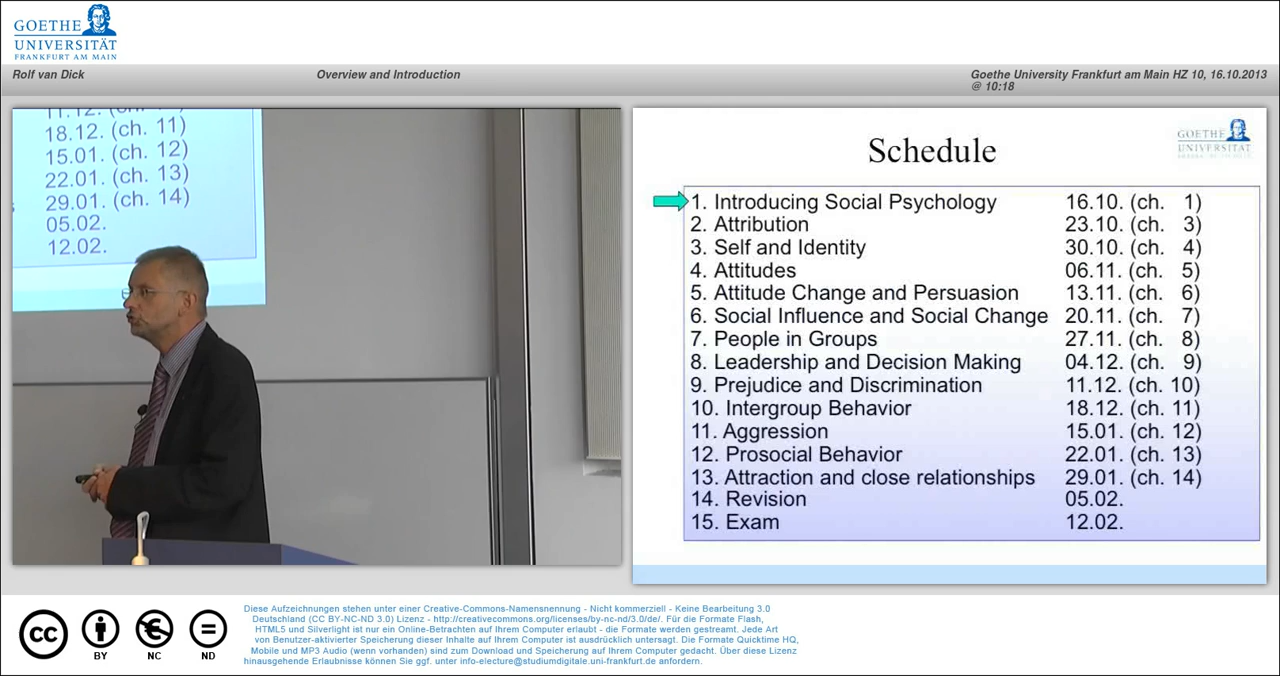 GOETHE
UNIVERSITÄT
FRANKFURT AM MAIN
Rolf van Dick
Overview and Introduction
Goethe University Frankfurt am Main HZ 10, 16.10.2013
@ 10:18
18.12. (ch. 11)
15.01. (ch. 12)
22.01. (ch. 13)
29.01. (ch. 14)
05.02.
12.02.
Schedule
GOETHE
UNIVERSITÄT
1. Introducing Social Psychology 16.10. (ch. 1)
2. Attribution 23.10. (ch. 3)
3. Self and Identity 30.10. (ch. 4)
4. Attitudes 06.11. (ch. 5)
5. Attitude Change and Persuasion 13.11. (ch. 6)
6. Social Influence and Social Change 20.11. (ch. 7)
7. People in Groups 27.11. (ch. 8)
8. Leadership and Decision Making 04.12. (ch. 9)
9. Prejudice and Discrimination 11.12. (ch. 10)
10. Intergroup Behavior 18.12. (ch. 11)
11. Aggression 15.01. (ch. 12)
12. Prosocial Behavior 22.01. (ch. 13)
13. Attraction and close relationships 29.01. (ch. 14)
14. Revision 05.02.
15. Exam 12.02.
cc
BY
NC
ND
Diese Aufzeichnungen stehen unter einer Creative-Commons-Namensnennung - Nicht kommerziell - Keine Bearbeitung 3.0
Deutschland (CC BY-NC-ND 3.0) Lizenz - http://creativecommons.org/licenses/by-nc-nd/3.0/de/. Für die Formate Flash,
HTML5 und Silverlight ist nur ein Online-Betrachten auf Ihrem Computer erlaubt - die Formate werden gestreamt. Jede Art
von Benutzer-aktivierter Speicherung dieser Inhalte auf Ihrem Computer ist ausdrücklich untersagt. Die Formate Quicktime HQ,
Mobile und MP3 Audio (wenn vorhanden) sind zum Download und Speicherung auf Ihrem Computer gedacht. Über diese Lizenz
hinausgehende Erlaubnisse können Sie ggf. unter info-electure@studiumdigitale.uni-frankfurt.de anfordern.